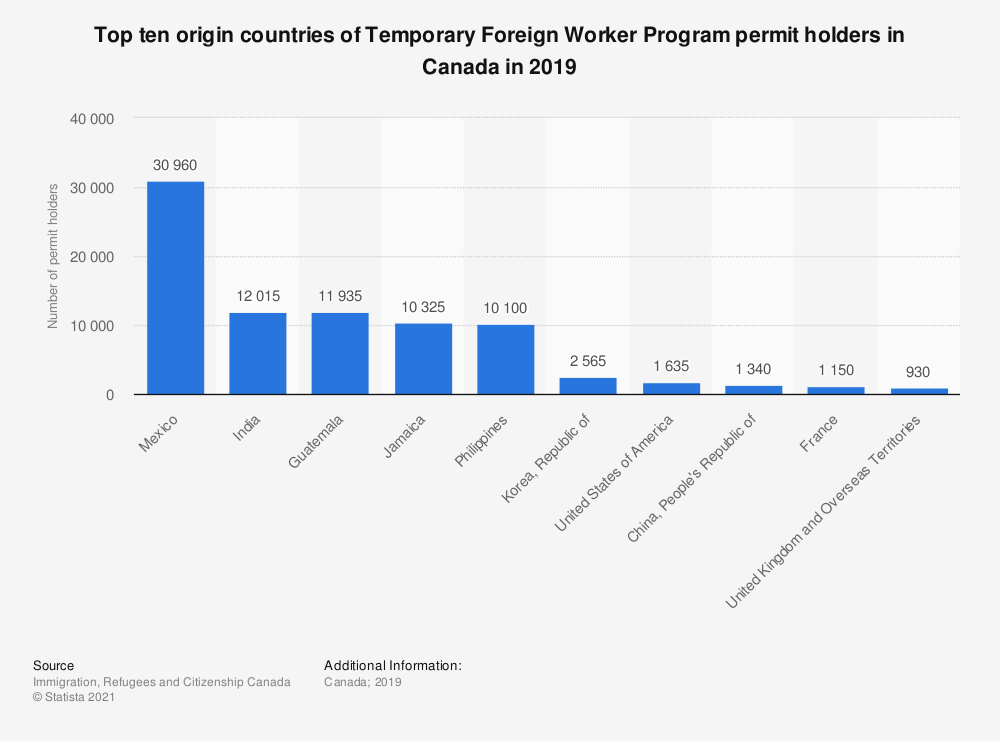 Top ten origin countries of Temporary Foreign Worker Program permit holders in
Canada in 2019
Number of permit holders
40 000
30 000
20 000
10 000
0
30 960
12 015
11 935
10 325
10 100
2 565
1 635
1 340
1 150
930
Mexico
India
Guatemala
Jamaica
Philippines
Korea, Republic of
United States of America
China, People's Republic of
France
United Kingdom and Overseas Territories
Source
Immigration, Refugees and Citizenship Canada
© Statista 2021
Additional Information:
Canada; 2019